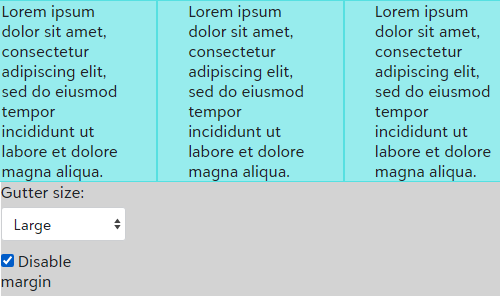 Lorem ipsum
dolor sit amet,
consectetur
adipiscing elit,
sed do eiusmod
tempor
incididunt ut
labore et dolore
magna aliqua.
Lorem ipsum
dolor sit amet,
consectetur
adipiscing elit,
sed do eiusmod
tempor
incididunt ut
labore et dolore
magna aliqua.
Lorem ipsum
dolor sit amet,
consectetur
adipiscing elit,
sed do eiusmod
tempor
incididunt ut
labore et dolore
magna aliqua.
Gutter size:
Large
Disable
margin